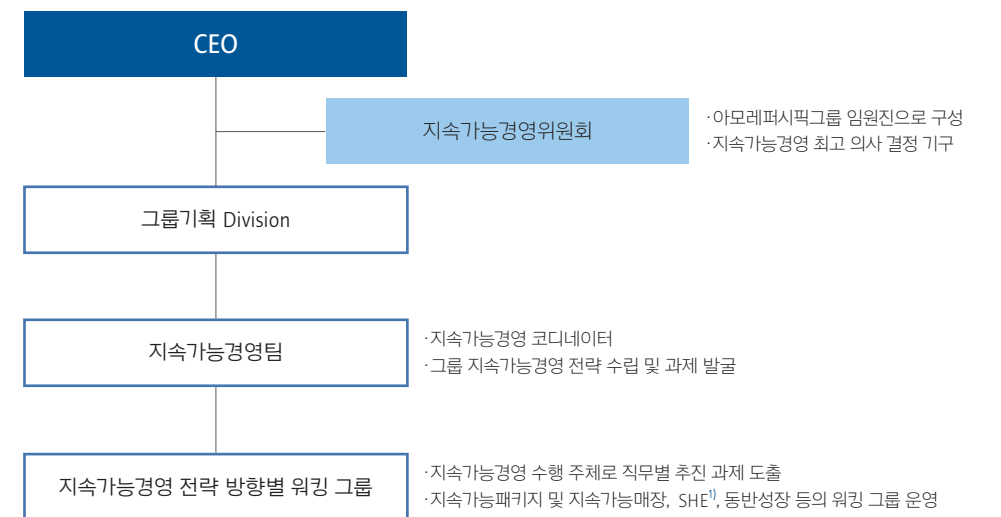 CEO
지속가능경영위원회
·아모레퍼시픽그룹 임원진으로 구성
·지속가능경영 최고 의사 결정 기구
그룹기획 Division
지속가능경영팀
·지속가능경영 코디네이터
·그룹 지속가능경영 전략 수립 및 과제 발굴
지속가능경영 전략 방향별 워킹 그룹
·지속가능경영 수행 주체로 직무별 추진 과제 도출
·지속가능패키지 및 지속가능매장, SHE1), 동반성장 등의 워킹 그룹 운영